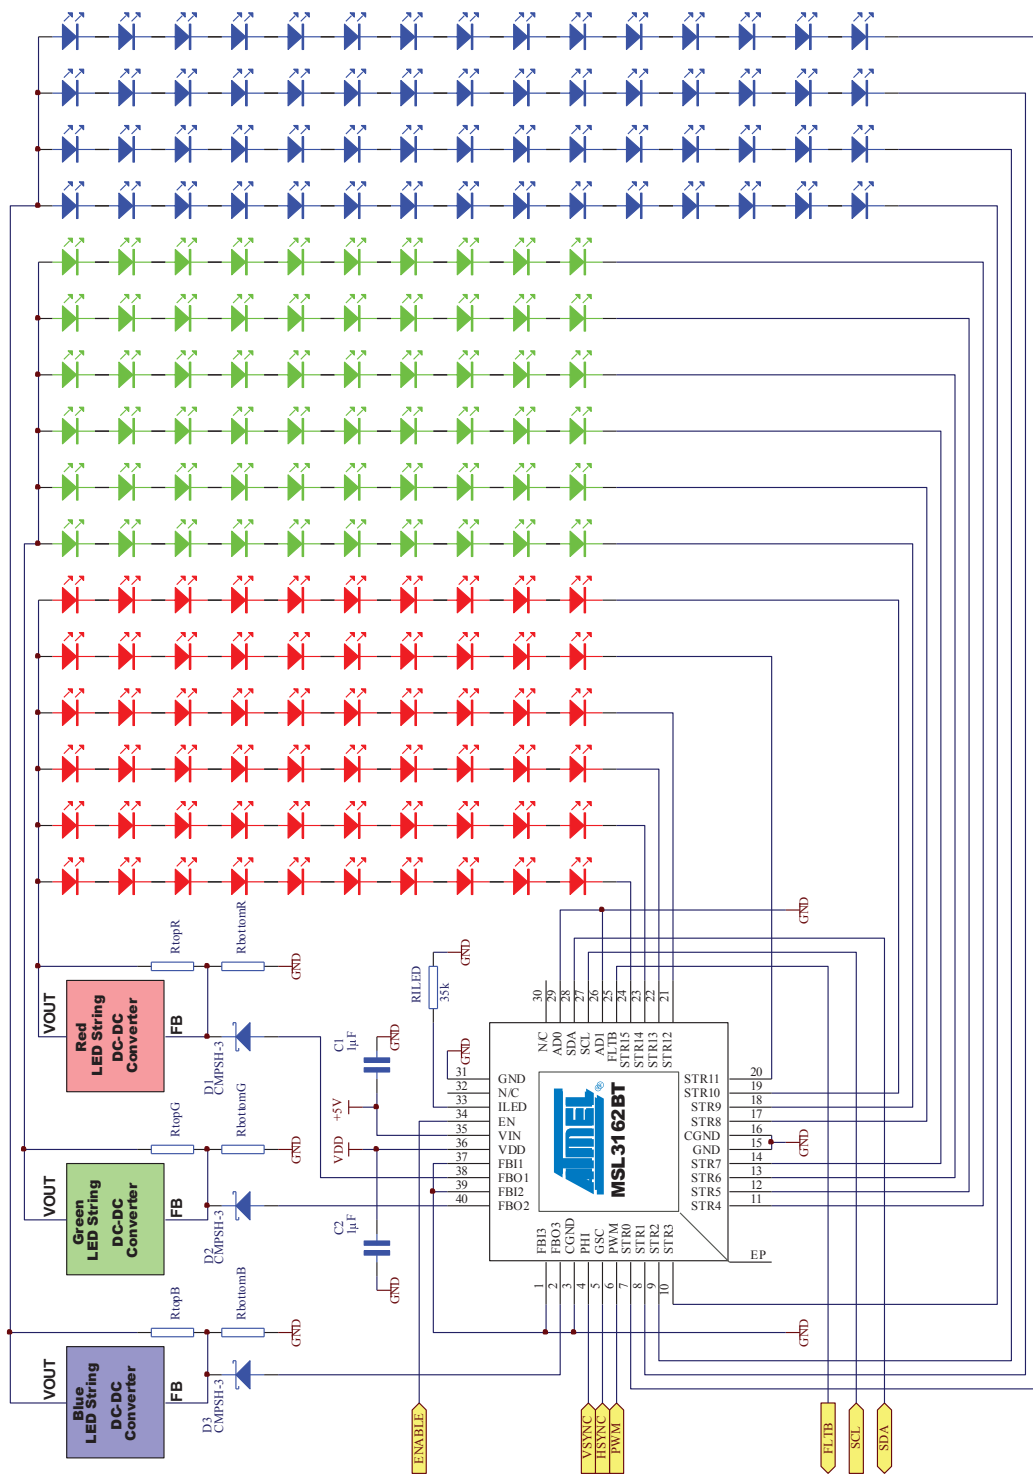 RtopR
RbottomR
GND
VOUT
Red
LED String
DC-DC
Converter
FB
D1
CMPSH-3
RtopG
RbottomG
GND
VOUT
Green
LED String
DC-DC
Converter
FB
D2
CMPSH-3
RtopB
RbottomB
GND
VOUT
Blue
LED String
DC-DC
Converter
FB
D3
CMPSH-3
RILED
35k
GND
GND
C1
1µF
GND
+5V
VDD
C2
1µF
GND
GND
GND
GND
30
29
28
27
26
25
24
23
22
21
N/C
AD0
SDA
SCL
AD1
FLTB
STR15
STR14
STR13
STR12
31 GND
32 N/C
33 ILED
34 EN
35 VIN
36 VDD
37 FBI1
38 FBO1
39 FBI2
40 FBO2
ATMEL
®
MSL3162BT
STR11 20
STR10 19
STR9 18
STR8 17
CGND 16
GND 15
STR7 14
STR6 13
STR5 12
STR4 11
EP
FBI3
FBO3
CGND
PHI
GSC
PWM
STR0
STR1
STR2
STR3
1
2
3
4
5
6
7
8
9
10
ENABLE
VSYNC
HSYNC
PWM
FLTB
SCL
SDA